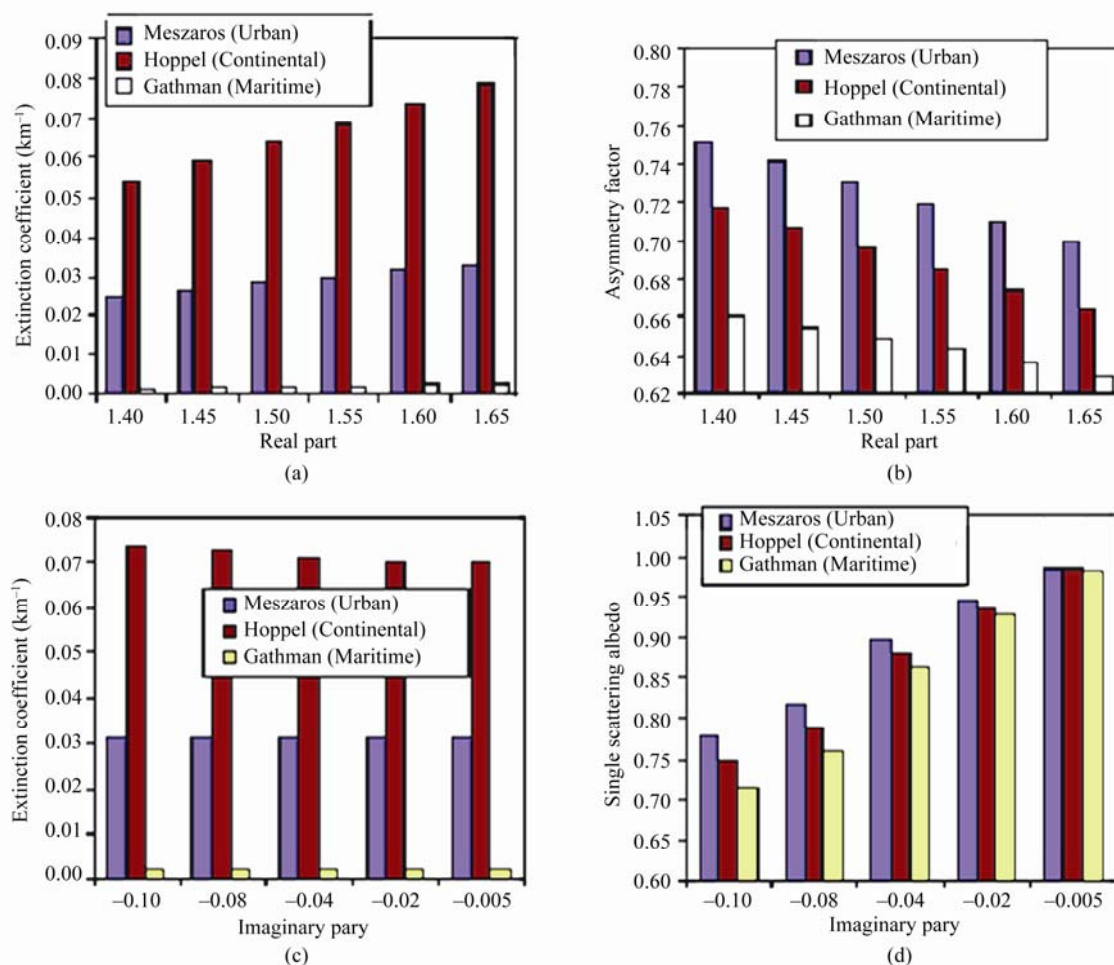 Meszaros (Urban)
Hoppel (Continental)
Gathman (Maritime)
Extinction coefficient (km⁻¹)
0.09
0.08
0.07
0.06
0.05
0.04
0.03
0.02
0.01
0.00
1.40 1.45 1.50 1.55 1.60 1.65
Real part
(a)
Meszaros (Urban)
Hoppel (Continental)
Gathman (Maritime)
Asymmetry factor
0.80
0.78
0.76
0.74
0.72
0.70
0.68
0.66
0.64
0.62
1.40 1.45 1.50 1.55 1.60 1.65
Real part
(b)
Meszaros (Urban)
Hoppel (Continental)
Gathman (Maritime)
Extinction coefficient (km⁻¹)
0.08
0.07
0.06
0.05
0.04
0.03
0.02
0.01
0.00
–0.10 –0.08 –0.04 –0.02 –0.005
Imaginary pary
(c)
Meszaros (Urban)
Hoppel (Continental)
Gathman (Maritime)
Single scattering albedo
1.05
1.00
0.95
0.90
0.85
0.80
0.75
0.70
0.65
0.60
–0.10 –0.08 –0.04 –0.02 –0.005
Imaginary pary
(d)